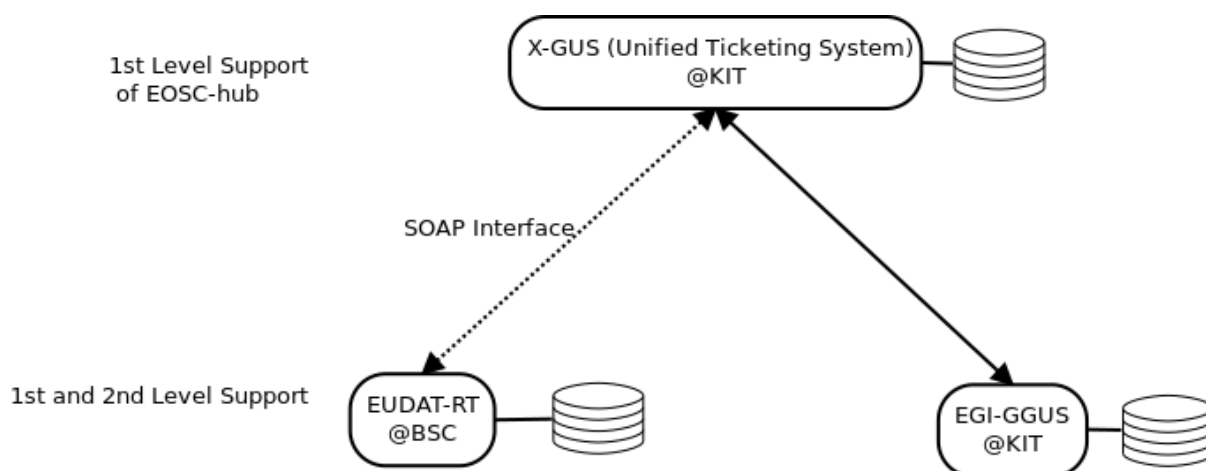 X-GUS (Unified Ticketing System)
@KIT
1st Level Support
of EOSC-hub
SOAP Interface
1st and 2nd Level Support
EUDAT-RT
@BSC
EGI-GGUS
@KIT